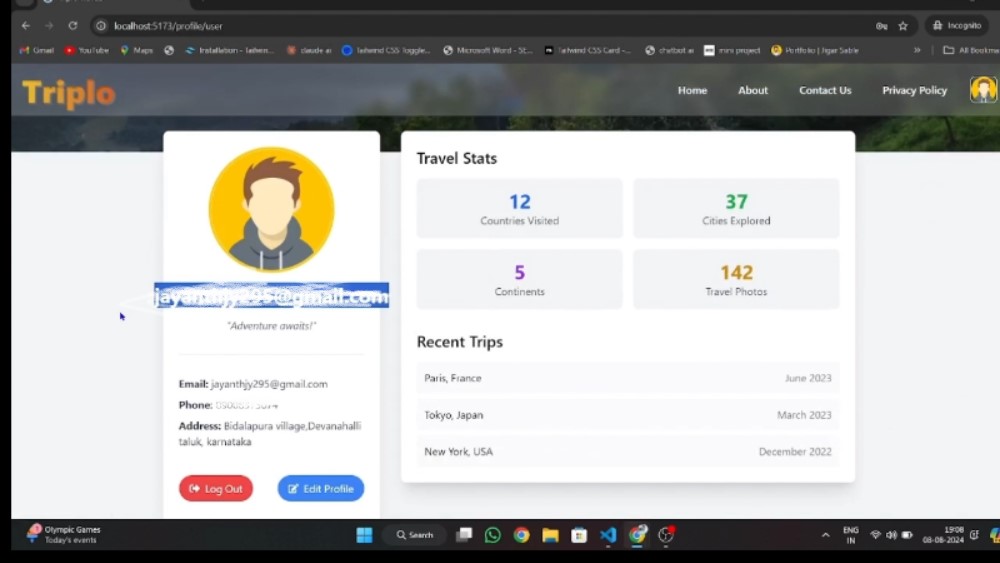 localhost:5173/profile/user
Incognito
Gmail
YouTube
Maps
Installation - Tailwin...
claude ai
Tailwind CSS Toggle...
Microsoft Word - St...
Tailwind CSS Card -...
chatbot ai
mini project
Portfolio | Jigar Sable
»
All Bookma
Triplo
Home
About
Contact Us
Privacy Policy
jayanthjy295@gmail.com
"Adventure awaits!"
Email: jayanthjy295@gmail.com
Phone:
Address: Bidalapura village,Devanahalli
taluk, karnataka
Log Out
Edit Profile
Travel Stats
12
Countries Visited
37
Cities Explored
5
Continents
142
Travel Photos
Recent Trips
Paris, France
June 2023
Tokyo, Japan
March 2023
New York, USA
December 2022
Olympic Games
Today's events
Search
ENG
IN
19:08
08-08-2024